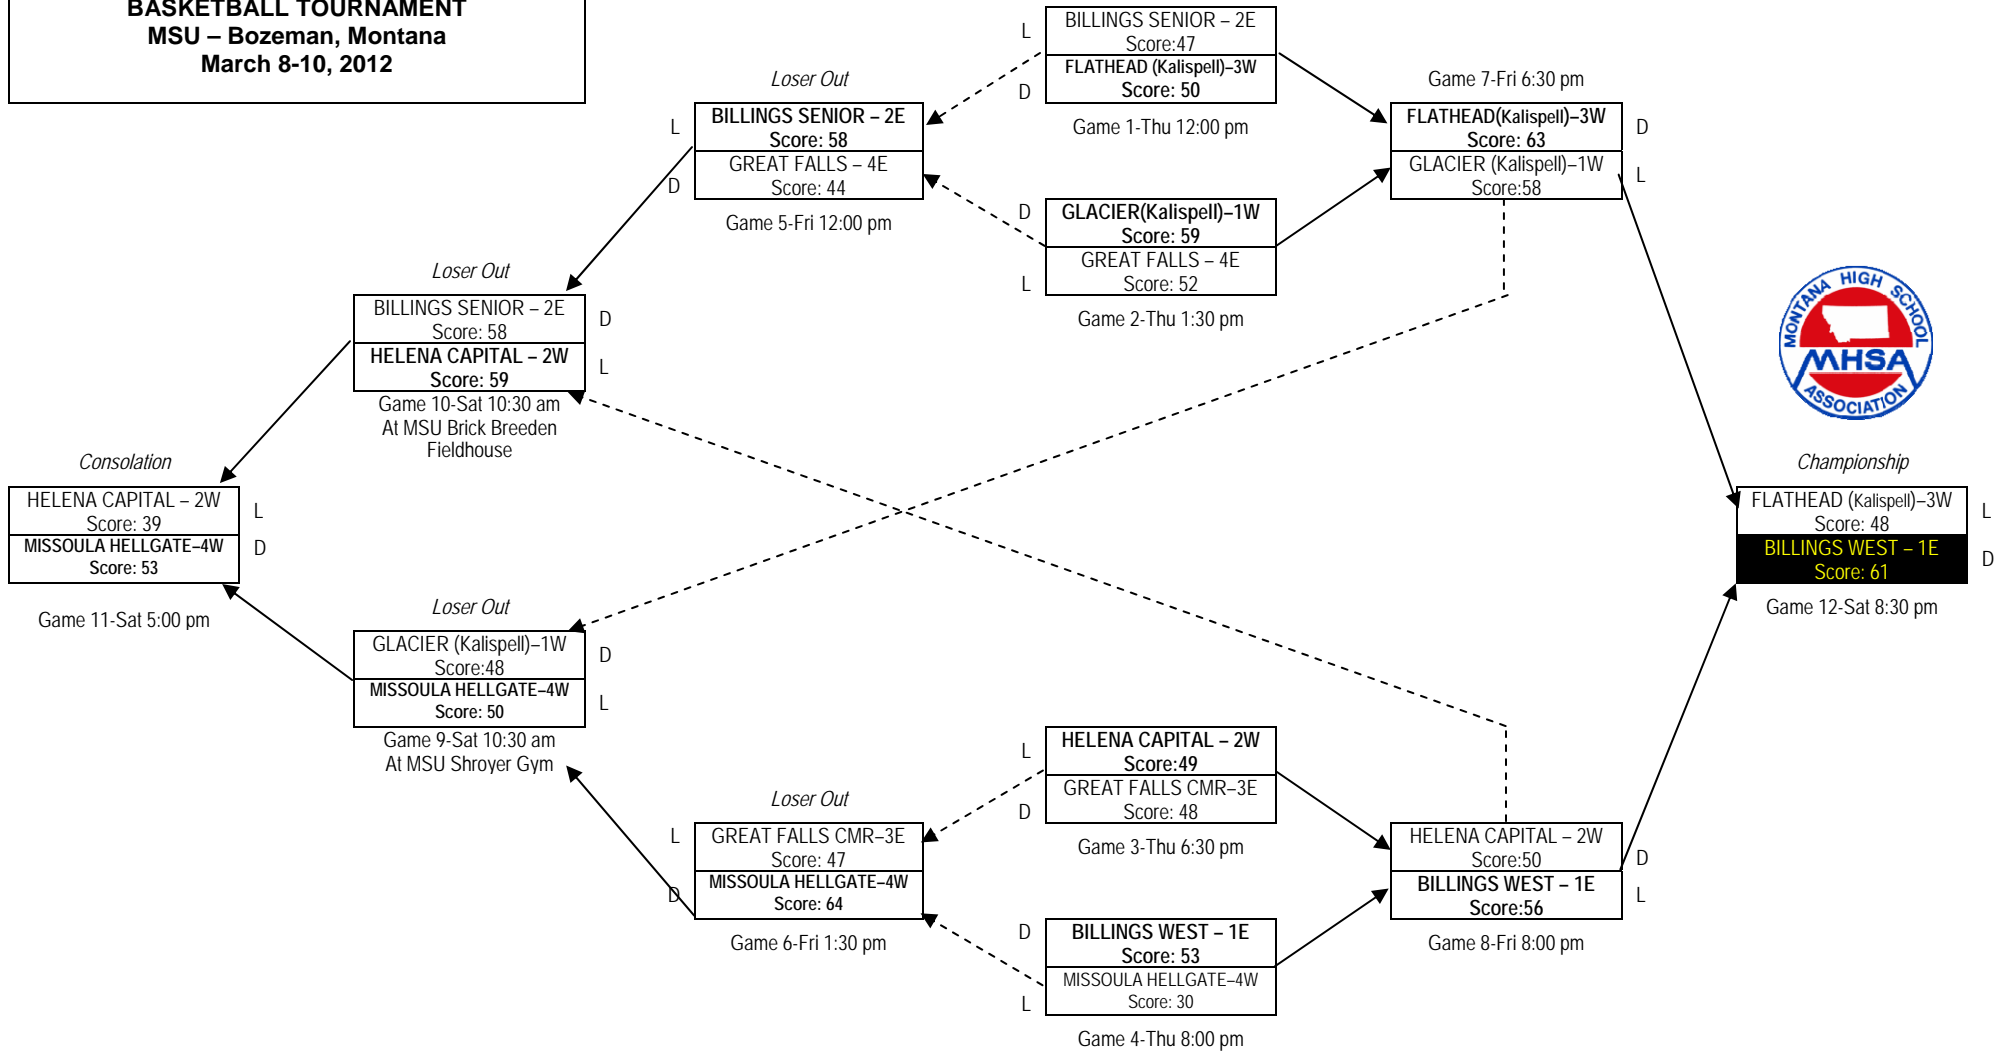 BASKETBALL TOURNAMENT
MSU – Bozeman, Montana
March 8-10, 2012
L
BILLINGS SENIOR – 2E
Score:47
FLATHEAD (Kalispell)–3W
Score: 50
D
Game 1-Thu 12:00 pm
Loser Out
L
BILLINGS SENIOR – 2E
Score: 58
GREAT FALLS – 4E
Score: 44
D
Game 5-Fri 12:00 pm
Game 7-Fri 6:30 pm
FLATHEAD(Kalispell)–3W
Score: 63
D
GLACIER (Kalispell)–1W
Score:58
L
D
GLACIER(Kalispell)–1W
Score: 59
GREAT FALLS – 4E
Score: 52
L
Game 2-Thu 1:30 pm
Loser Out
BILLINGS SENIOR – 2E
Score: 58
D
HELENA CAPITAL – 2W
Score: 59
L
Game 10-Sat 10:30 am
At MSU Brick Breeden
Fieldhouse
MONTANA HIGH SCHOOL
MHSA
ASSOCIATION
Consolation
HELENA CAPITAL – 2W
Score: 39
L
MISSOULA HELLGATE–4W
Score: 53
D
Game 11-Sat 5:00 pm
Championship
FLATHEAD (Kalispell)–3W
Score: 48
L
BILLINGS WEST – 1E
Score: 61
D
Game 12-Sat 8:30 pm
Loser Out
GLACIER (Kalispell)–1W
Score:48
D
MISSOULA HELLGATE–4W
Score: 50
L
Game 9-Sat 10:30 am
At MSU Shroyer Gym
L
HELENA CAPITAL – 2W
Score:49
GREAT FALLS CMR–3E
Score: 48
D
Game 3-Thu 6:30 pm
Loser Out
L
GREAT FALLS CMR–3E
Score: 47
MISSOULA HELLGATE–4W
Score: 64
D
Game 6-Fri 1:30 pm
HELENA CAPITAL – 2W
Score:50
D
BILLINGS WEST – 1E
Score:56
L
Game 8-Fri 8:00 pm
D
BILLINGS WEST – 1E
Score: 53
MISSOULA HELLGATE–4W
Score: 30
L
Game 4-Thu 8:00 pm